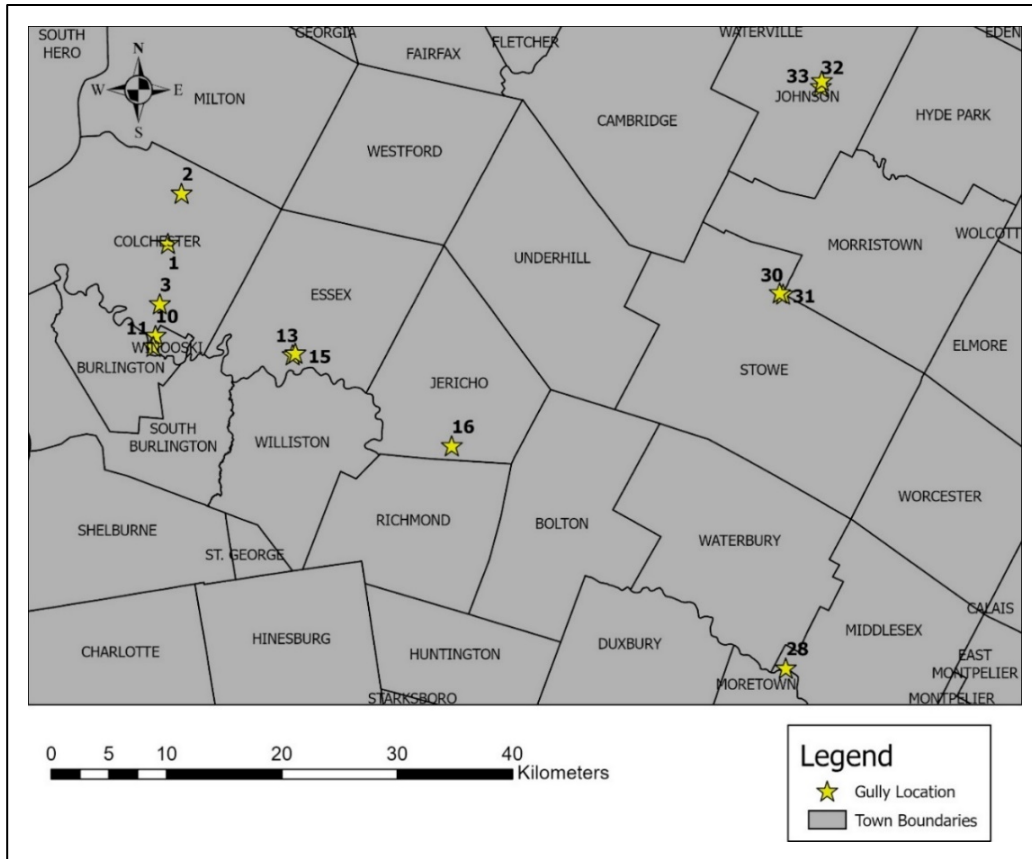 SOUTH
HERO
GEORGIA
FAIRFAX
FLETCHER
WATERVILLE
EDEN
N
W E
S
MILTON
33 32
JOHNSON
HYDE PARK
CAMBRIDGE
WESTFORD
2
COLCHESTER
1
UNDERHILL
MORRISTOWN
WOLCOTT
3
ESSEX
30
31
11 10
WINOOSKI
BURLINGTON
13
15
JERICHO
STOWE
ELMORE
SOUTH
BURLINGTON
WILLISTON
16
SHELBURNE
RICHMOND
BOLTON
WATERBURY
WORCESTER
ST. GEORGE
CHARLOTTE
HINESBURG
HUNTINGTON
DUXBURY
MIDDLESEX
CALAIS
28
EAST
MONTPELIER
STARKSBORO
MORETOWN
MONTPELIER
0 5 10 20 30 40
Kilometers
Legend
Gully Location
Town Boundaries